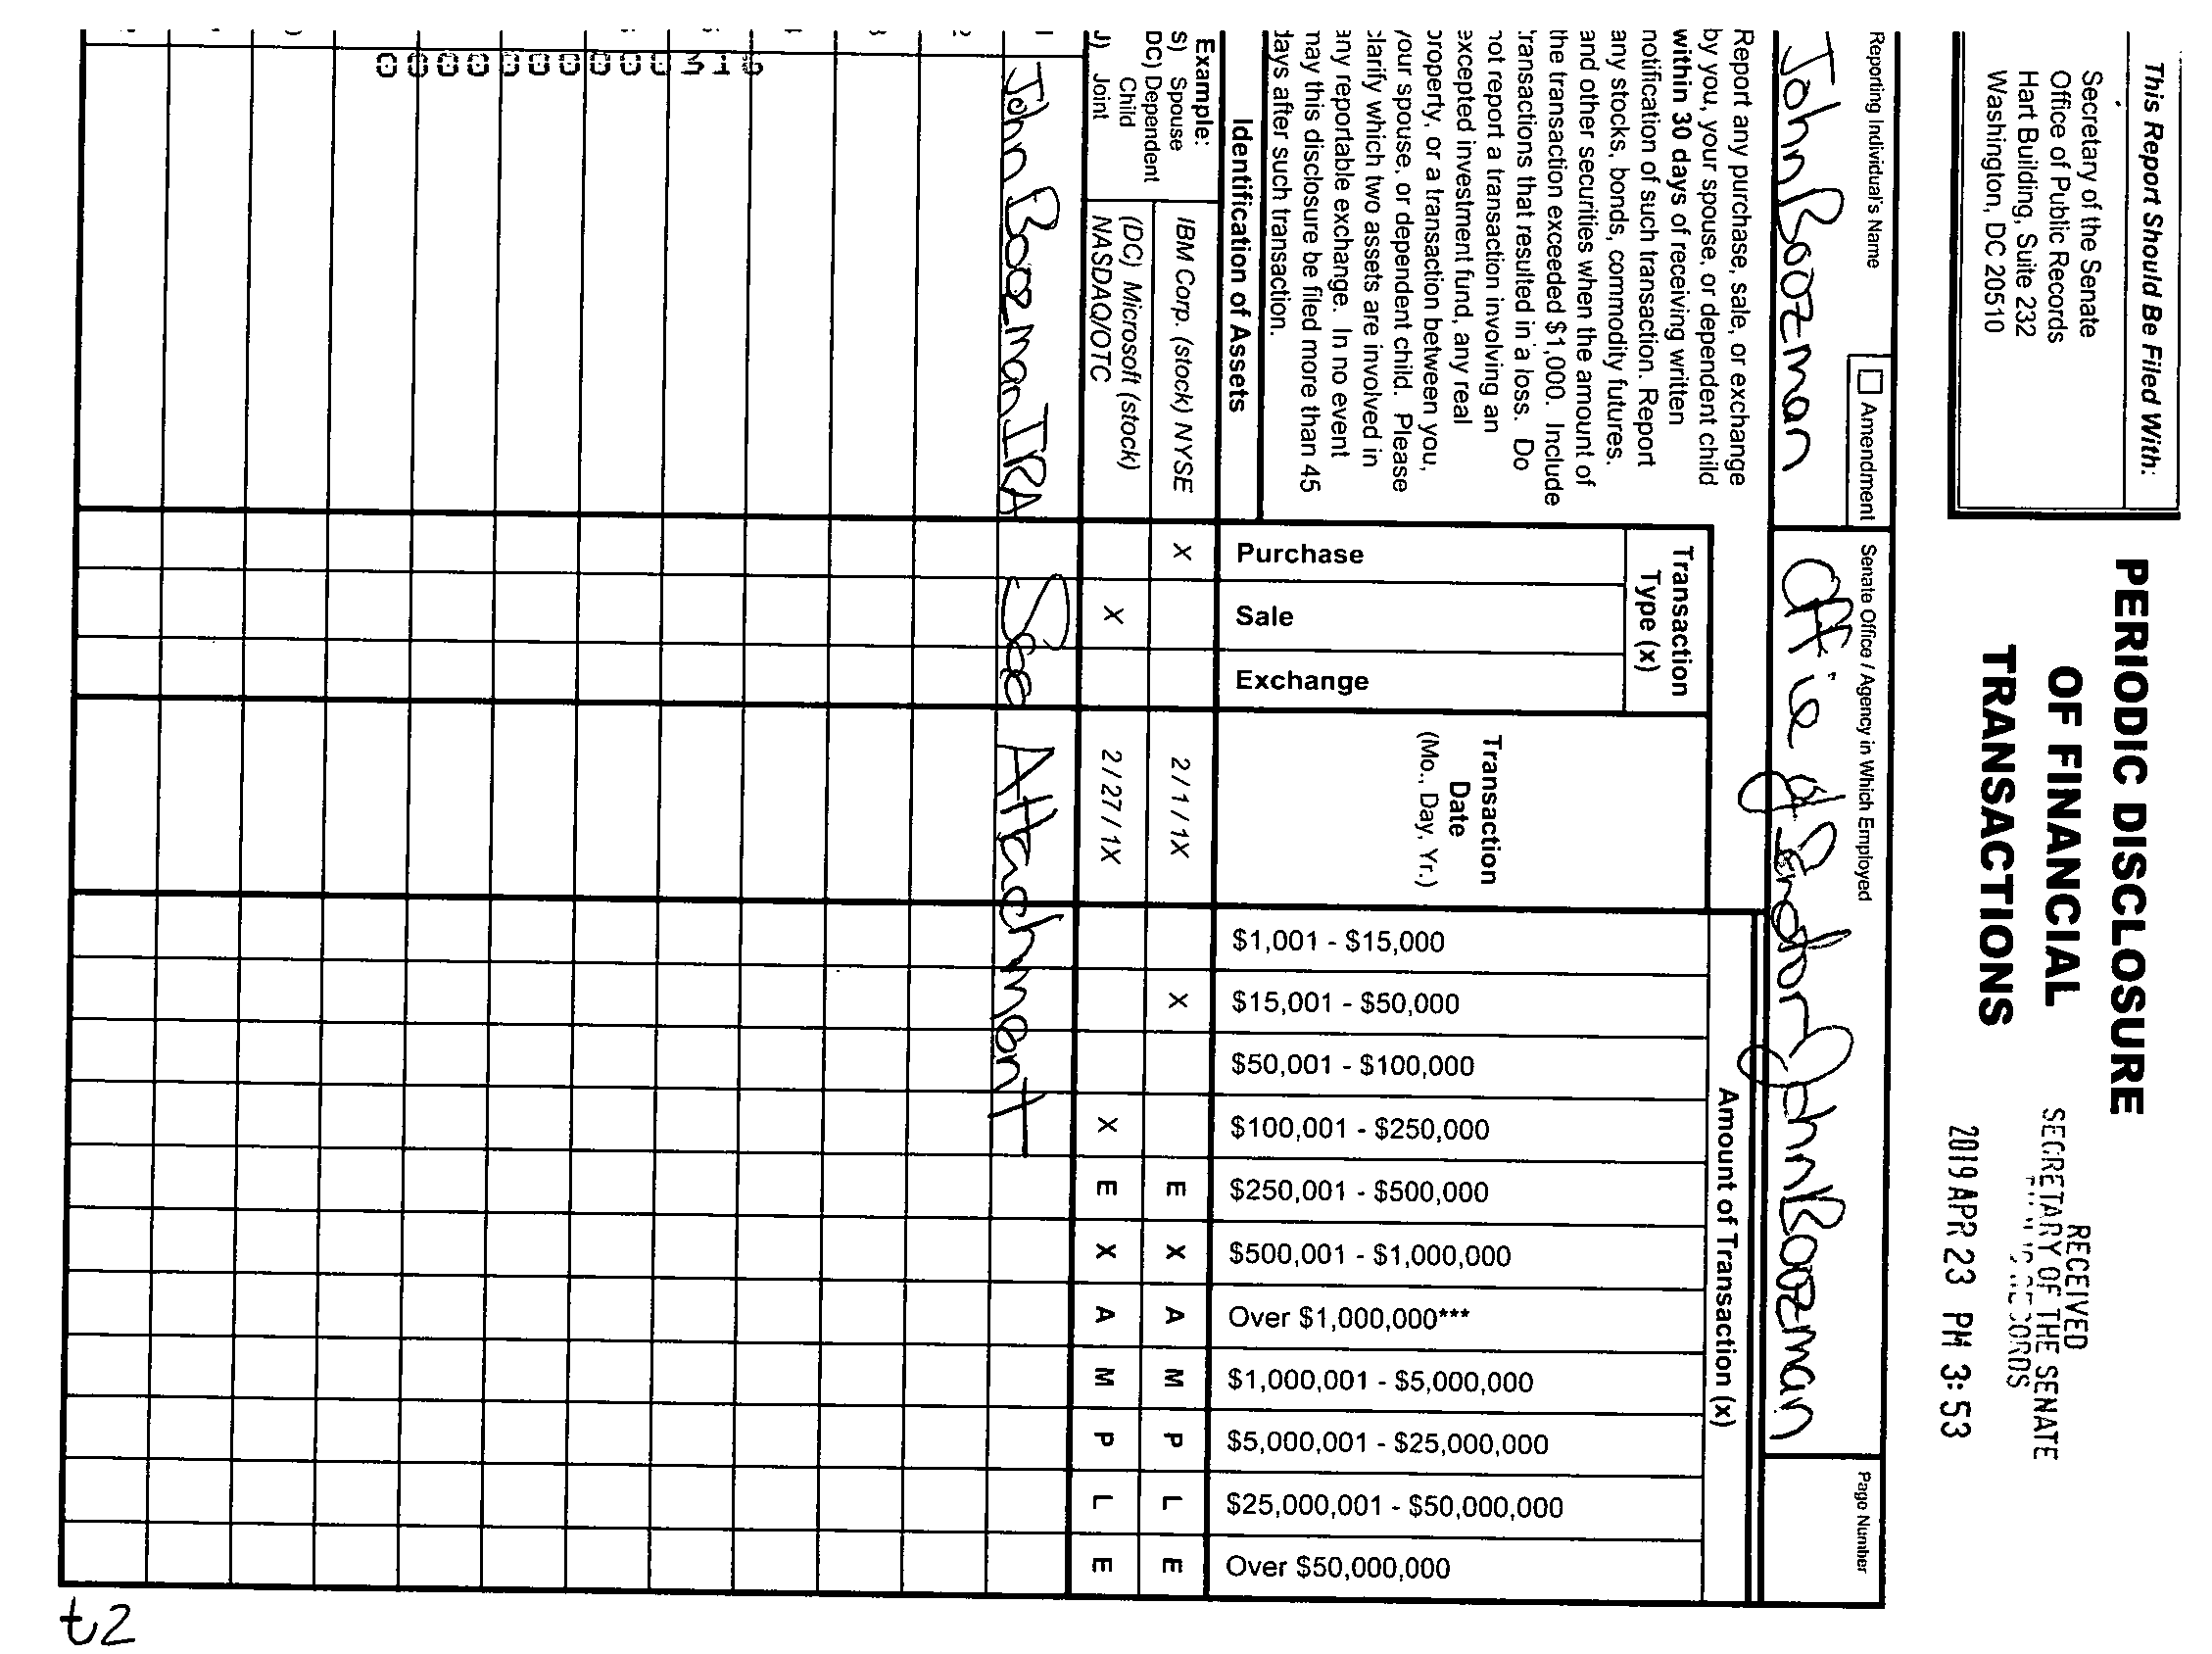 This Report Should Be Filed With:
Secretary of the Senate
Office of Public Records
Hart Building, Suite 232
Washington, DC 20510
PERIODIC DISCLOSURE
OF FINANCIAL
TRANSACTIONS
RECEIVED
SECRETARY OF THE SENATE
2019 APR 23 PM 3:53
Reporting Individual's Name
John Boozman
Amendment
Senate Office / Agency in Which Employed
Office of Senator John Boozman
Page Number
Report any purchase, sale, or exchange
by you, your spouse, or dependent child
within 30 days of receiving written
notification of such transaction. Report
any stocks, bonds, commodity futures.
and other securities when the amount of
the transaction exceeded $1,000. Include
transactions that resulted in a loss. Do
not report a transaction involving an
excepted investment fund, any real
property, or a transaction between you,
your spouse, or dependent child. Please
clarify which two assets are involved in
any reportable exchange. In no event
may this disclosure be filed more than 45
days after such transaction.
Identification of Assets
Transaction
Type (x)
Purchase
Sale
Exchange
Transaction
Date
(Mo., Day, Yr.)
Amount of Transaction (x)
$1,001 - $15,000
$15,001 - $50,000
$50,001 - $100,000
$100,001 - $250,000
$250,001 - $500,000
$500,001 - $1,000,000
Over $1,000,000***
$1,000,001 - $5,000,000
$5,000,001 - $25,000,000
$25,000,001 - $50,000,000
Over $50,000,000
Example:
S) Spouse
DC) Dependent
Child
J) Joint
IBM Corp. (stock) NYSE X 2/1/1X X E X A M P L E
(DC) Microsoft (stock)
NASDAQ/OTC X 2/27/1X X E X A M P L E
1 John Boozman IRA See Attachment